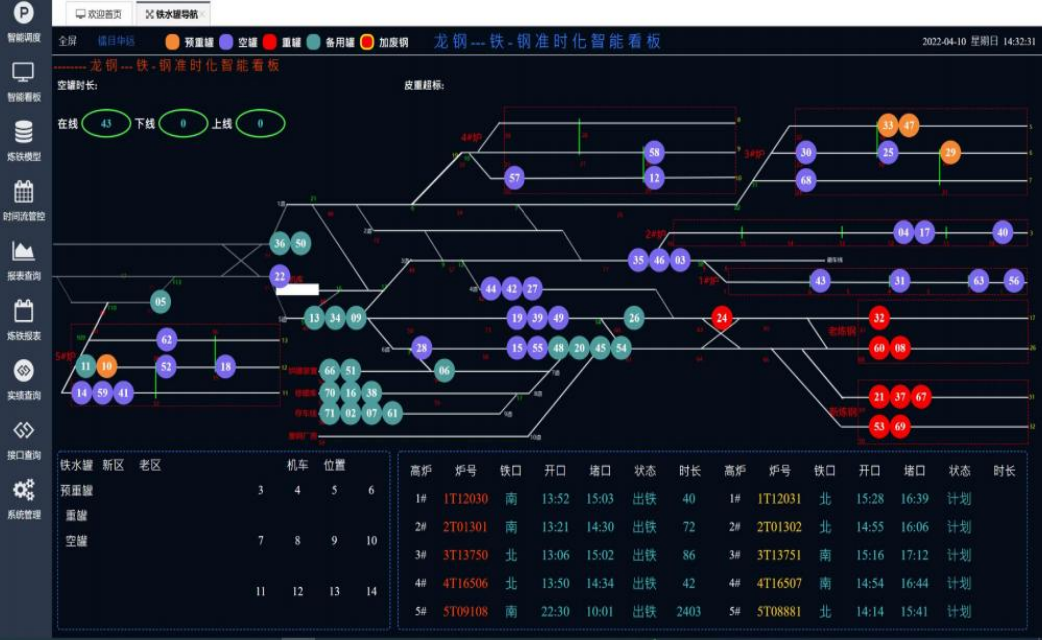 欢迎首页 铁水罐导航
智能调度
智能看板
炼铁模型
时间流管控
报表查询
炼铁报表
实绩查询
接口查询
系统管理
全屏 预重罐 空罐 重罐 备用罐 加废钢 龙钢---铁-钢准时化智能看板 2022-04-10 星期日 14:32:31
-------- 龙钢---铁-钢准时化智能看板
空罐时长: 皮重超标:
在线 43 下线 0 上线 0
4#炉 58 57 12
3#炉 33 47 30 25 29 68
2#炉 04 17 40
1#炉 43 31 63 56
36 50
22
35 46 03
44 42 27
05
13 34 09 19 39 49 26 24
28 15 55 48 20 45 54
老炼钢 32
60 08
5#炉 62
11 10 52 18
14 59 41
66 51 06
70 16 38
停车线 71 02 07 61
21 37 67
53 69
铁水罐 新区 老区 机车 位置
预重罐 3 4 5 6
重罐
空罐 7 8 9 10
11 12 13 14
高炉 炉号 铁口 开口 堵口 状态 时长 高炉 炉号 铁口 开口 堵口 状态 时长
1# 1T12030 南 13:52 15:03 出铁 40 1# 1T12031 北 15:28 16:39 计划
2# 2T01301 南 13:21 14:30 出铁 72 2# 2T01302 北 14:55 16:06 计划
3# 3T13750 北 13:06 15:02 出铁 86 3# 3T13751 南 15:16 17:12 计划
4# 4T16506 北 13:50 14:34 出铁 42 4# 4T16507 南 14:54 16:44 计划
5# 5T09108 南 22:30 10:01 出铁 2403 5# 5T08881 北 14:14 15:41 计划